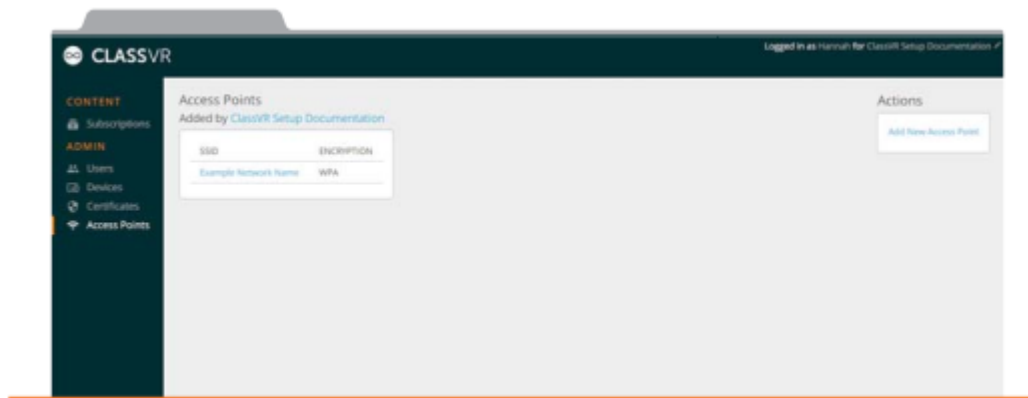 CLASSVR
Logged in as Hannah for ClassVR Setup Documentation
CONTENT
Subscriptions
ADMIN
Users
Devices
Certificates
Access Points
Access Points
Added by ClassVR Setup Documentation
SSID ENCRYPTION
Example Network Name WPA
Actions
Add New Access Point